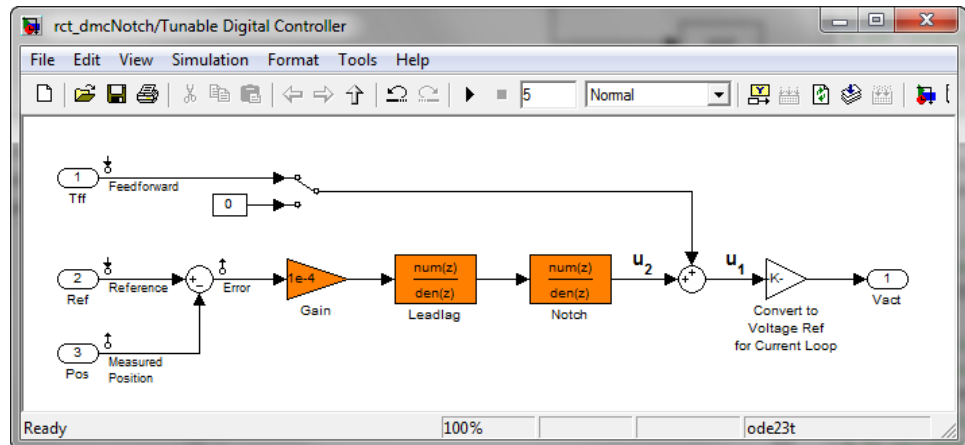 rct_dmcNotch/Tunable Digital Controller
File Edit View Simulation Format Tools Help
5 Normal
1
Feedforward
Tff
0
2
Reference
Ref
+
−
Error
1e-4
Gain
num(z)
den(z)
Leadlag
num(z)
den(z)
Notch
u2
+
+
u1
-K-
Convert to
Voltage Ref
for Current Loop
1
Vact
3
Measured
Position
Pos
Ready 100% ode23t